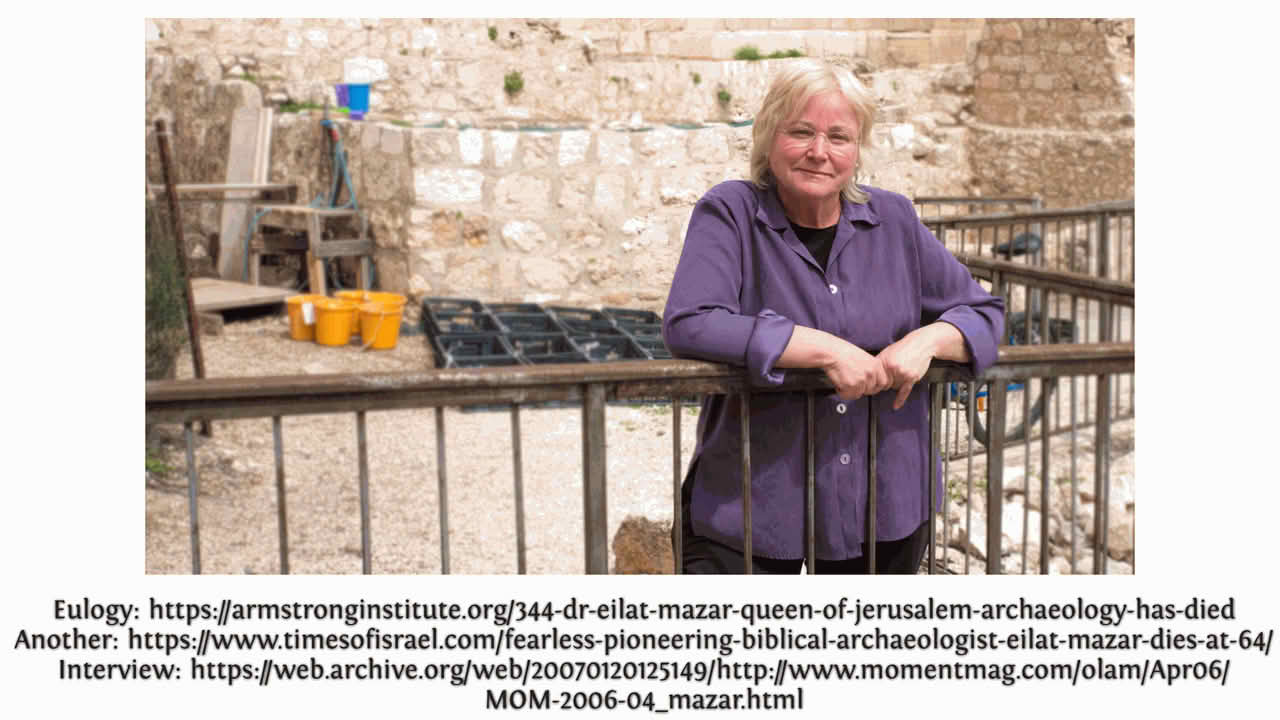 Eulogy: https://armstronginstitute.org/344-dr-eilat-mazar-queen-of-jerusalem-archaeology-has-died
Another: https://www.timesofisrael.com/fearless-pioneering-biblical-archaeologist-eilat-mazar-dies-at-64/
Interview: https://web.archive.org/web/20070120125149/http://www.momentmag.com/olam/Apr06/
MOM-2006-04_mazar.html